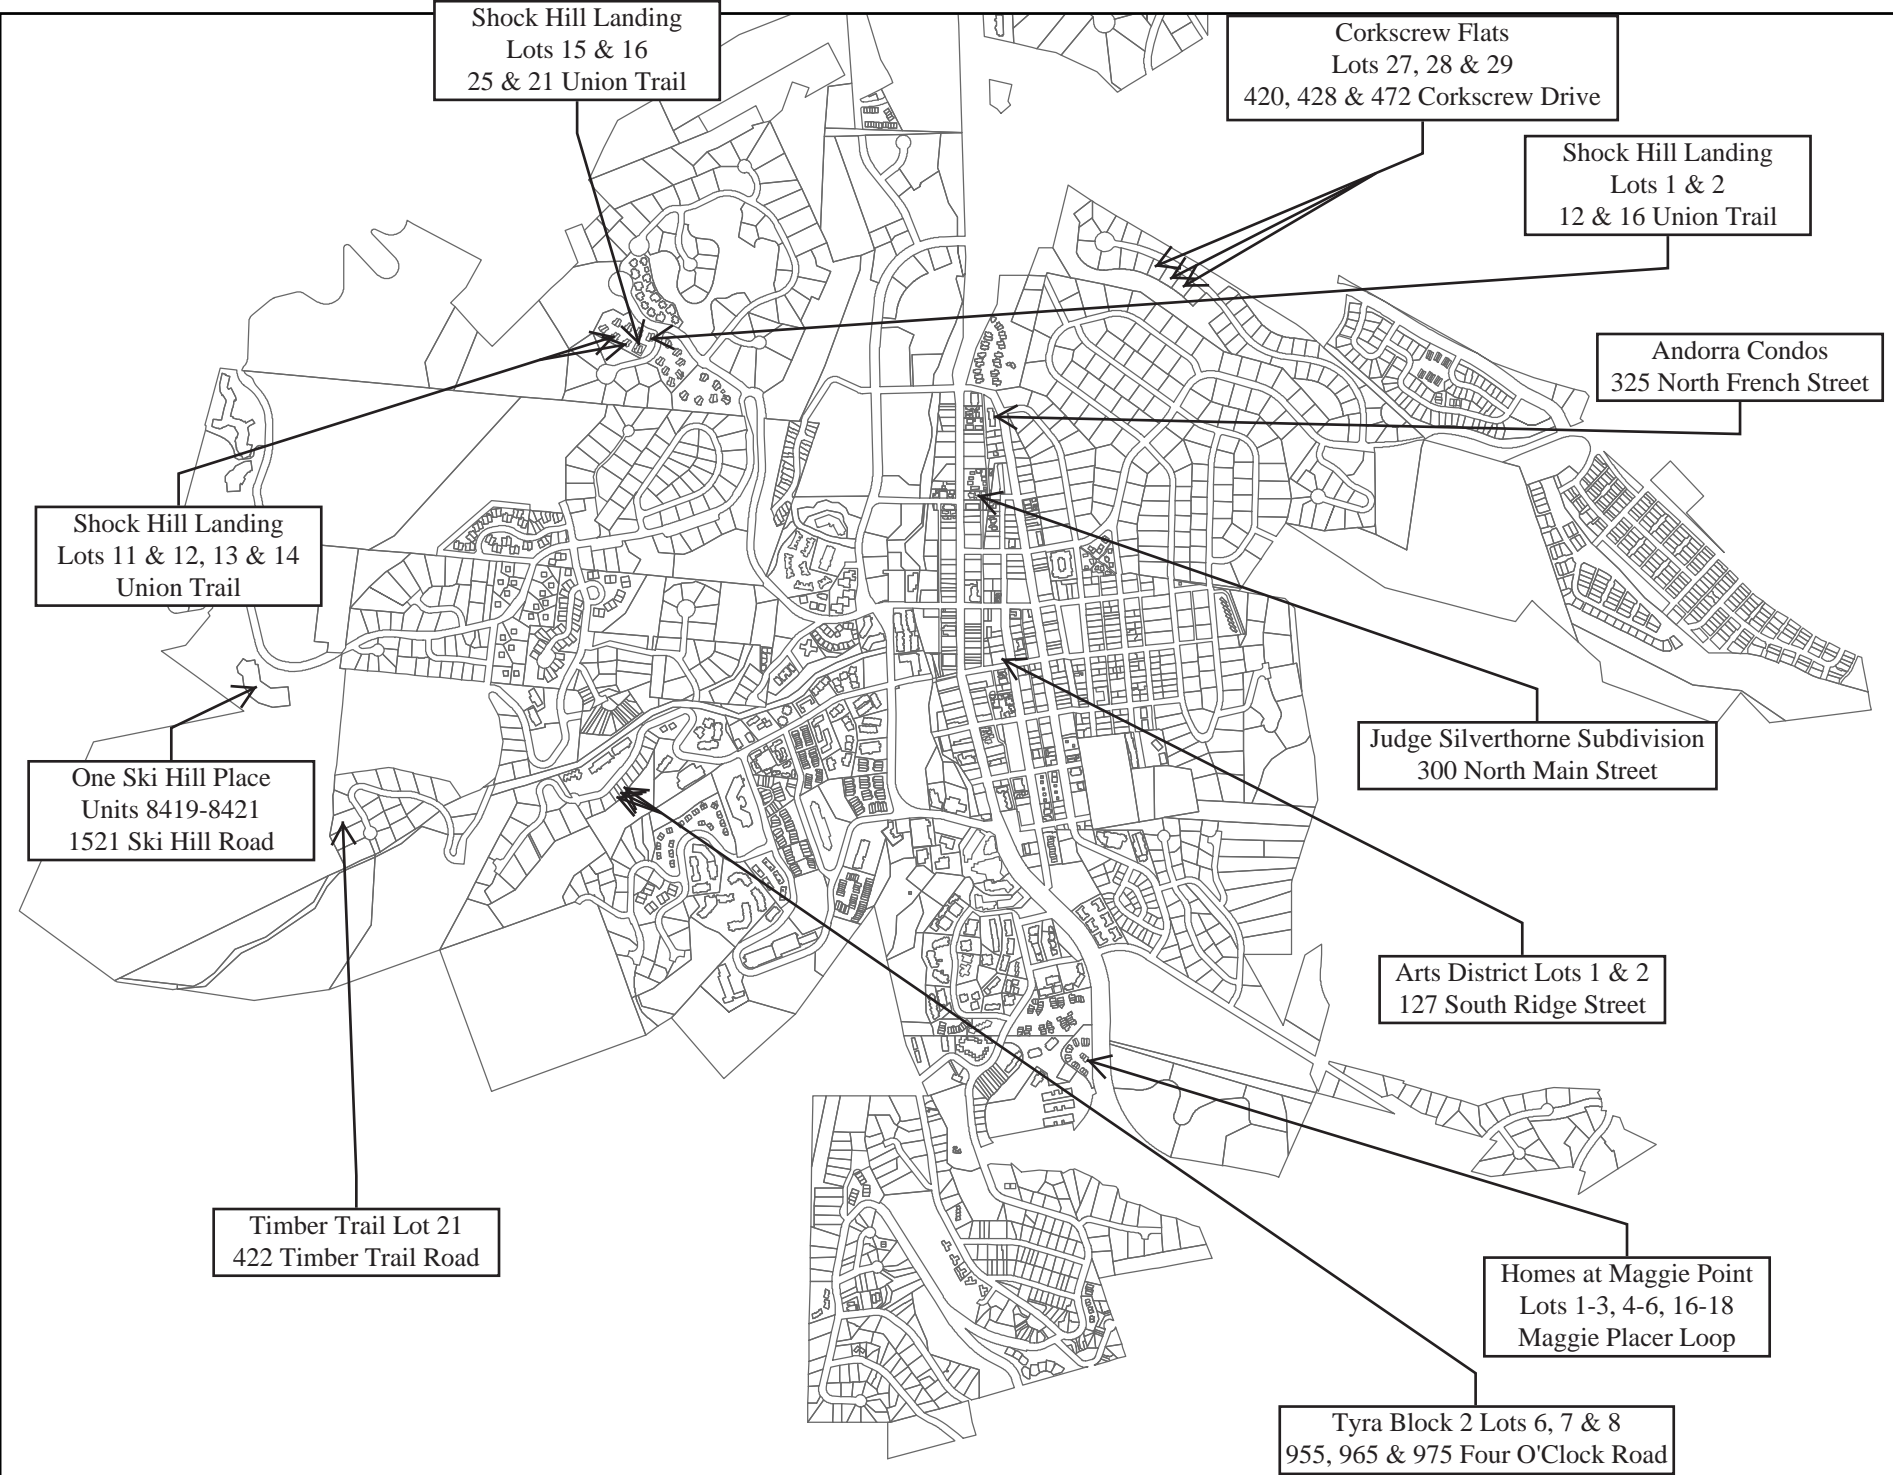 Shock Hill Landing
Lots 15 & 16
25 & 21 Union Trail
Corkscrew Flats
Lots 27, 28 & 29
420, 428 & 472 Corkscrew Drive
Shock Hill Landing
Lots 1 & 2
12 & 16 Union Trail
Andorra Condos
325 North French Street
Shock Hill Landing
Lots 11 & 12, 13 & 14
Union Trail
Judge Silverthorne Subdivision
300 North Main Street
One Ski Hill Place
Units 8419-8421
1521 Ski Hill Road
Arts District Lots 1 & 2
127 South Ridge Street
Timber Trail Lot 21
422 Timber Trail Road
Homes at Maggie Point
Lots 1-3, 4-6, 16-18
Maggie Placer Loop
Tyra Block 2 Lots 6, 7 & 8
955, 965 & 975 Four O'Clock Road